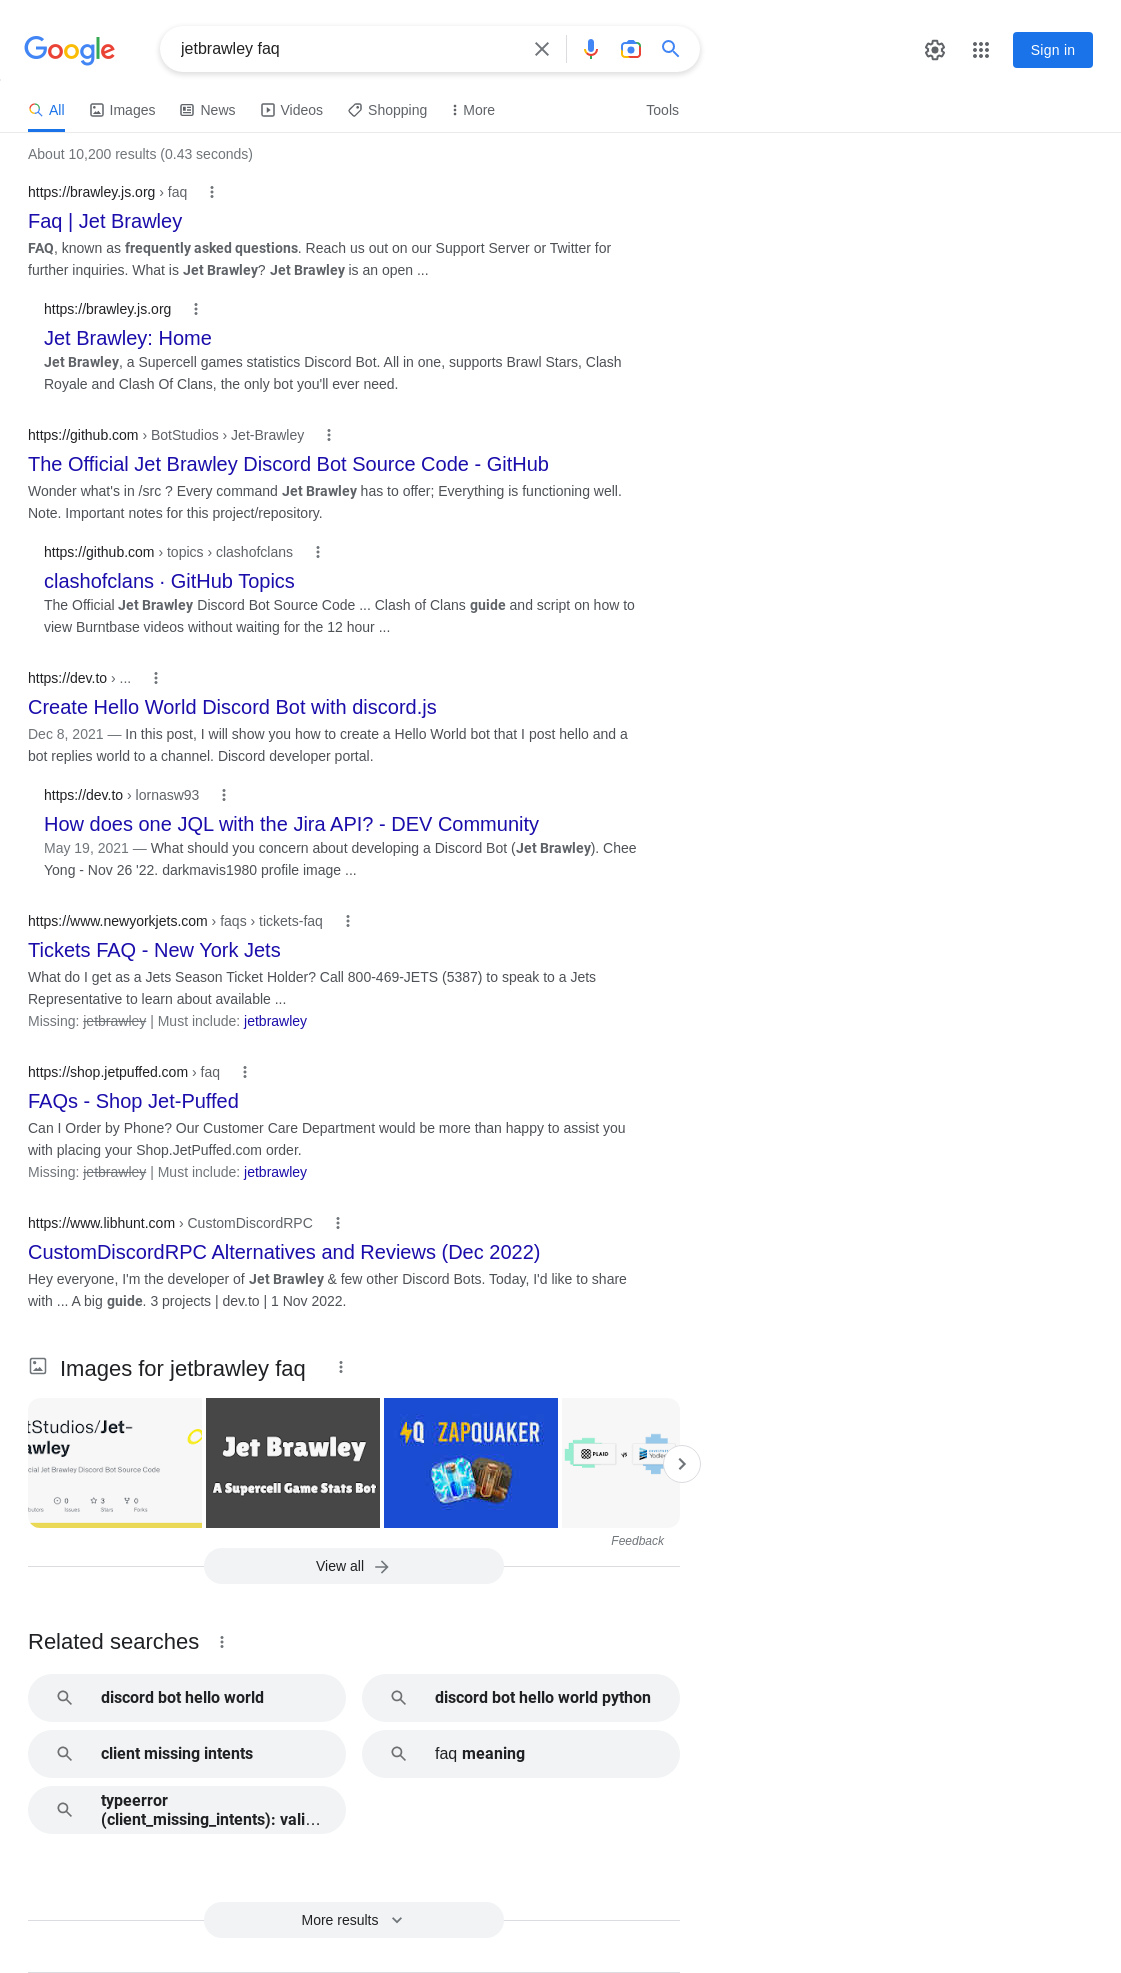 Google
jetbrawley faq
Sign in
All
Images
News
Videos
Shopping
More
Tools
About 10,200 results (0.43 seconds)
https://brawley.js.org › faq
Faq | Jet Brawley
FAQ, known as frequently asked questions. Reach us out on our Support Server or Twitter for
further inquiries. What is Jet Brawley? Jet Brawley is an open ...
https://brawley.js.org
Jet Brawley: Home
Jet Brawley, a Supercell games statistics Discord Bot. All in one, supports Brawl Stars, Clash
Royale and Clash Of Clans, the only bot you'll ever need.
https://github.com › BotStudios › Jet-Brawley
The Official Jet Brawley Discord Bot Source Code - GitHub
Wonder what's in /src ? Every command Jet Brawley has to offer; Everything is functioning well.
Note. Important notes for this project/repository.
https://github.com › topics › clashofclans
clashofclans · GitHub Topics
The Official Jet Brawley Discord Bot Source Code ... Clash of Clans guide and script on how to
view Burntbase videos without waiting for the 12 hour ...
https://dev.to › ...
Create Hello World Discord Bot with discord.js
Dec 8, 2021 — In this post, I will show you how to create a Hello World bot that I post hello and a
bot replies world to a channel. Discord developer portal.
https://dev.to › lornasw93
How does one JQL with the Jira API? - DEV Community
May 19, 2021 — What should you concern about developing a Discord Bot (Jet Brawley). Chee
Yong - Nov 26 '22. darkmavis1980 profile image ...
https://www.newyorkjets.com › faqs › tickets-faq
Tickets FAQ - New York Jets
What do I get as a Jets Season Ticket Holder? Call 800-469-JETS (5387) to speak to a Jets
Representative to learn about available ...
Missing: jetbrawley | Must include: jetbrawley
https://shop.jetpuffed.com › faq
FAQs - Shop Jet-Puffed
Can I Order by Phone? Our Customer Care Department would be more than happy to assist you
with placing your Shop.JetPuffed.com order.
Missing: jetbrawley | Must include: jetbrawley
https://www.libhunt.com › CustomDiscordRPC
CustomDiscordRPC Alternatives and Reviews (Dec 2022)
Hey everyone, I'm the developer of Jet Brawley & few other Discord Bots. Today, I'd like to share
with ... A big guide. 3 projects | dev.to | 1 Nov 2022.
Images for jetbrawley faq
tStudios/Jet-
awley
cial Jet Brawley Discord Bot Source Code
0
3
0
butors
Issues
Stars
Forks
Jet Brawley
A Supercell Game Stats Bot
Q ZAPQUAKER
PLAID
vs
Yodlee
Feedback
View all
Related searches
discord bot hello world
discord bot hello world python
client missing intents
faq meaning
typeerror
(client_missing_intents): vali...
More results